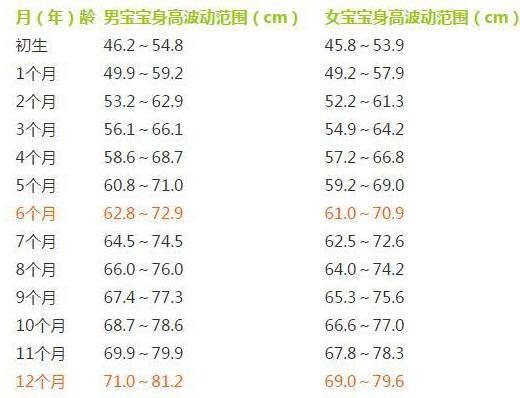 月（年）龄 男宝宝身高波动范围（cm） 女宝宝身高波动范围（cm）
初生 46.2～54.8 45.8～53.9
1个月 49.9～59.2 49.2～57.9
2个月 53.2～62.9 52.2～61.3
3个月 56.1～66.1 54.9～64.2
4个月 58.6～68.7 57.2～66.8
5个月 60.8～71.0 59.2～69.0
6个月 62.8～72.9 61.0～70.9
7个月 64.5～74.5 62.5～72.6
8个月 66.0～76.0 64.0～74.2
9个月 67.4～77.3 65.3～75.6
10个月 68.7～78.6 66.6～77.0
11个月 69.9～79.9 67.8～78.3
12个月 71.0～81.2 69.0～79.6